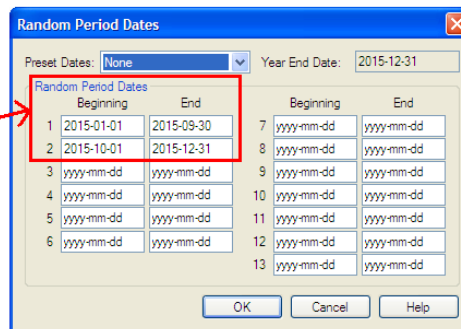 Random Period Dates
Preset Dates: None Year End Date: 2015-12-31
Random Period Dates
Beginning End Beginning End
1 2015-01-01 2015-09-30 7 yyyy-mm-dd yyyy-mm-dd
2 2015-10-01 2015-12-31 8 yyyy-mm-dd yyyy-mm-dd
3 yyyy-mm-dd yyyy-mm-dd 9 yyyy-mm-dd yyyy-mm-dd
4 yyyy-mm-dd yyyy-mm-dd 10 yyyy-mm-dd yyyy-mm-dd
5 yyyy-mm-dd yyyy-mm-dd 11 yyyy-mm-dd yyyy-mm-dd
6 yyyy-mm-dd yyyy-mm-dd 12 yyyy-mm-dd yyyy-mm-dd
13 yyyy-mm-dd yyyy-mm-dd
OK Cancel Help